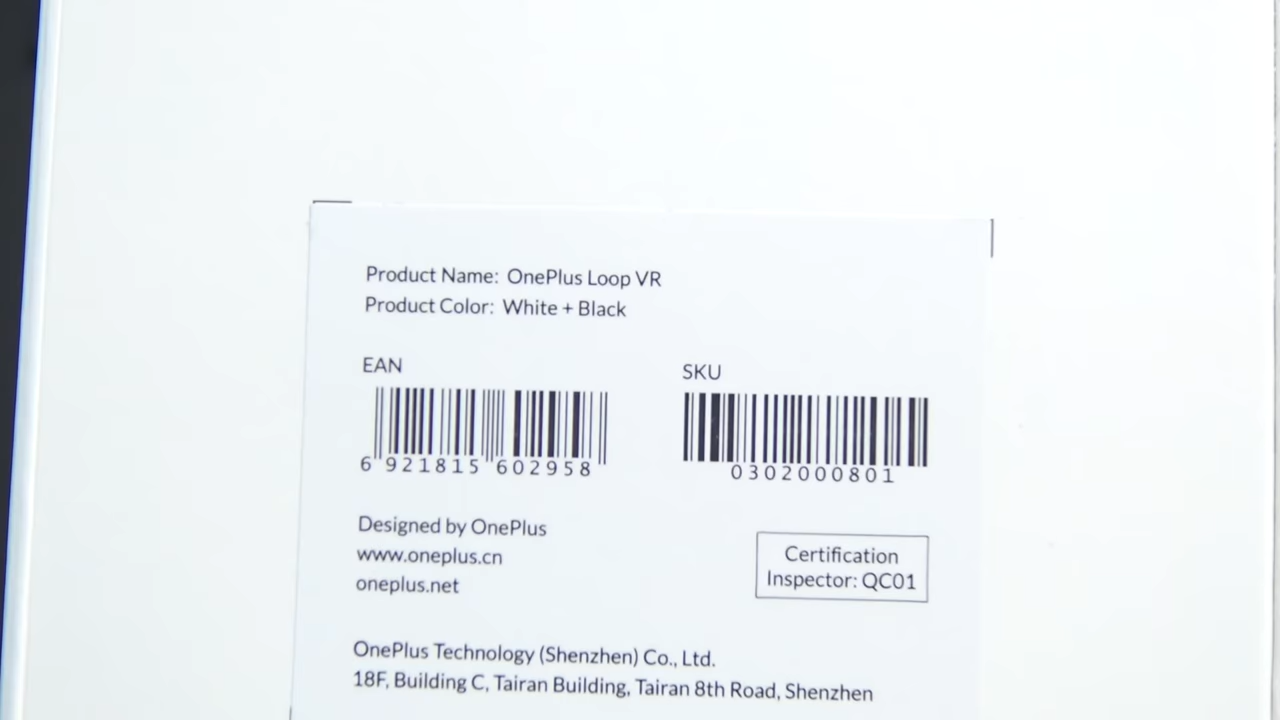 Product Name: OnePlus Loop VR
Product Color: White + Black
EAN
SKU
6 921815 602958
0302000801
Designed by OnePlus
www.oneplus.cn
oneplus.net
Certification
Inspector: QC01
OnePlus Technology (Shenzhen) Co., Ltd.
18F, Building C, Tairan Building, Tairan 8th Road, Shenzhen